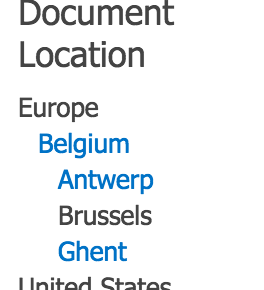 Document
Location
Europe
Belgium
Antwerp
Brussels
Ghent
United States